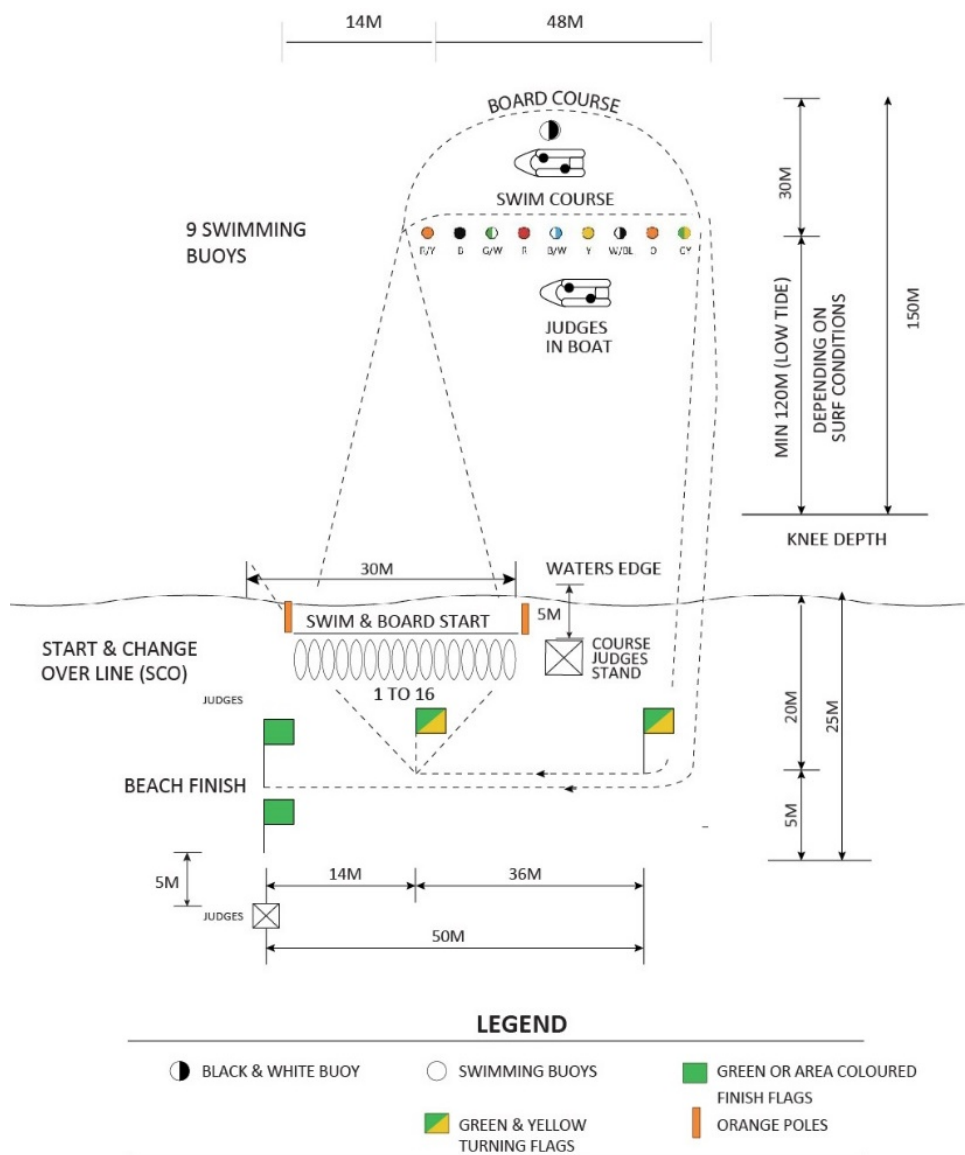 14M
48M
BOARD COURSE
30M
SWIM COURSE
9 SWIMMING
BUOYS
R/Y B G/W R B/W Y W/BL O GY
JUDGES
IN BOAT
MIN 120M (LOW TIDE)
DEPENDING ON
SURF CONDITIONS
150M
KNEE DEPTH
30M
WATERS EDGE
SWIM & BOARD START
5M
START & CHANGE
OVER LINE (SCO)
COURSE
JUDGES
STAND
1 TO 16
JUDGES
20M
25M
BEACH FINISH
5M
5M
14M
36M
JUDGES
50M
LEGEND
BLACK & WHITE BUOY
SWIMMING BUOYS
GREEN OR AREA COLOURED
FINISH FLAGS
GREEN & YELLOW
TURNING FLAGS
ORANGE POLES